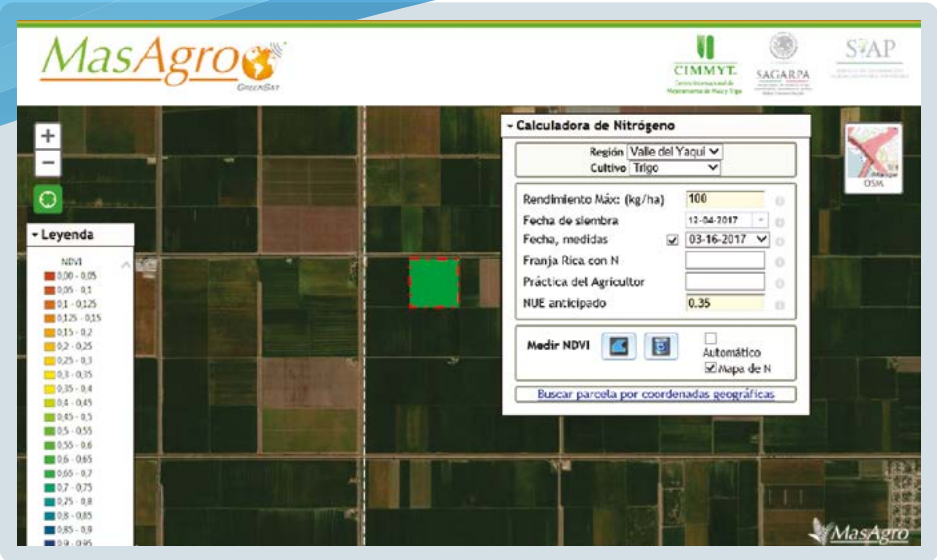 MasAgro
GREENSAT
CIMMYT.
Centro Internacional de
Mejoramiento de Maíz y Trigo
SAGARPA
SIAP
+
−
Leyenda
NDVI
0,00 - 0,05
0,05 - 0,1
0,1 - 0,125
0,125 - 0,15
0,15 - 0,2
0,2 - 0,25
0,25 - 0,3
0,3 - 0,35
0,35 - 0,4
0,4 - 0,45
0,45 - 0,5
0,5 - 0,55
0,55 - 0,6
0,6 - 0,65
0,65 - 0,7
0,7 - 0,75
0,75 - 0,8
0,8 - 0,85
0,85 - 0,9
0,9 - 0,95
Calculadora de Nitrógeno
Región Valle del Yaqui
Cultivo Trigo
Rendimiento Máx: (kg/ha) 100
Fecha de siembra 12-04-2017
Fecha, medidas 03-16-2017
Franja Rica con N
Práctica del Agricultor
NUE anticipado 0.35
Medir NDVI
Automático
Mapa de N
Buscar parcela por coordenadas geográficas
OSM
MasAgro